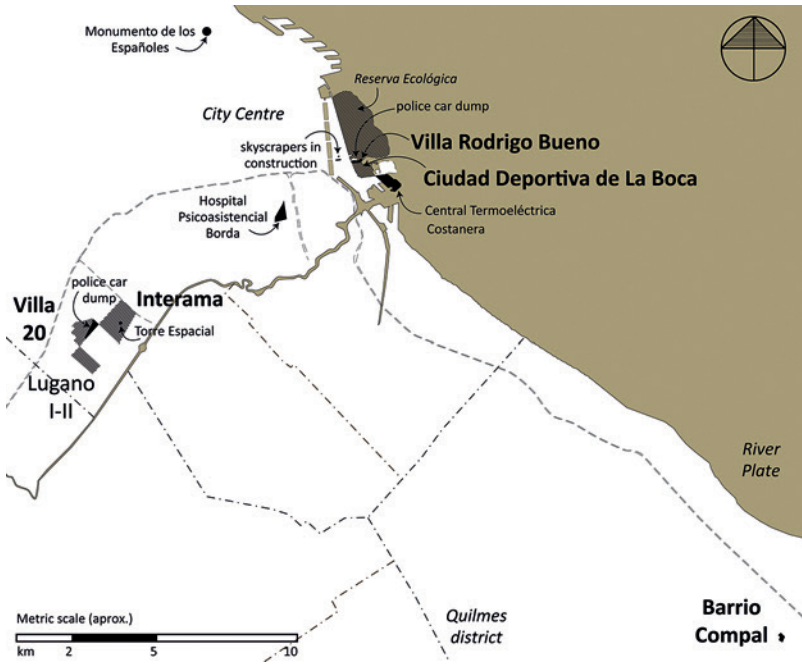 Monumento de los
Españoles
Reserva Ecológica
City Centre
police car dump
skyscrapers in
construction
Villa Rodrigo Bueno
Ciudad Deportiva de La Boca
Hospital
Psicoasistencial
Borda
Central Termoeléctrica
Costanera
police car
dump
Villa
20
Interama
Torre Espacial
Lugano
I-II
River
Plate
Metric scale (aprox.)
km 2 5 10
Quilmes
district
Barrio
Compal